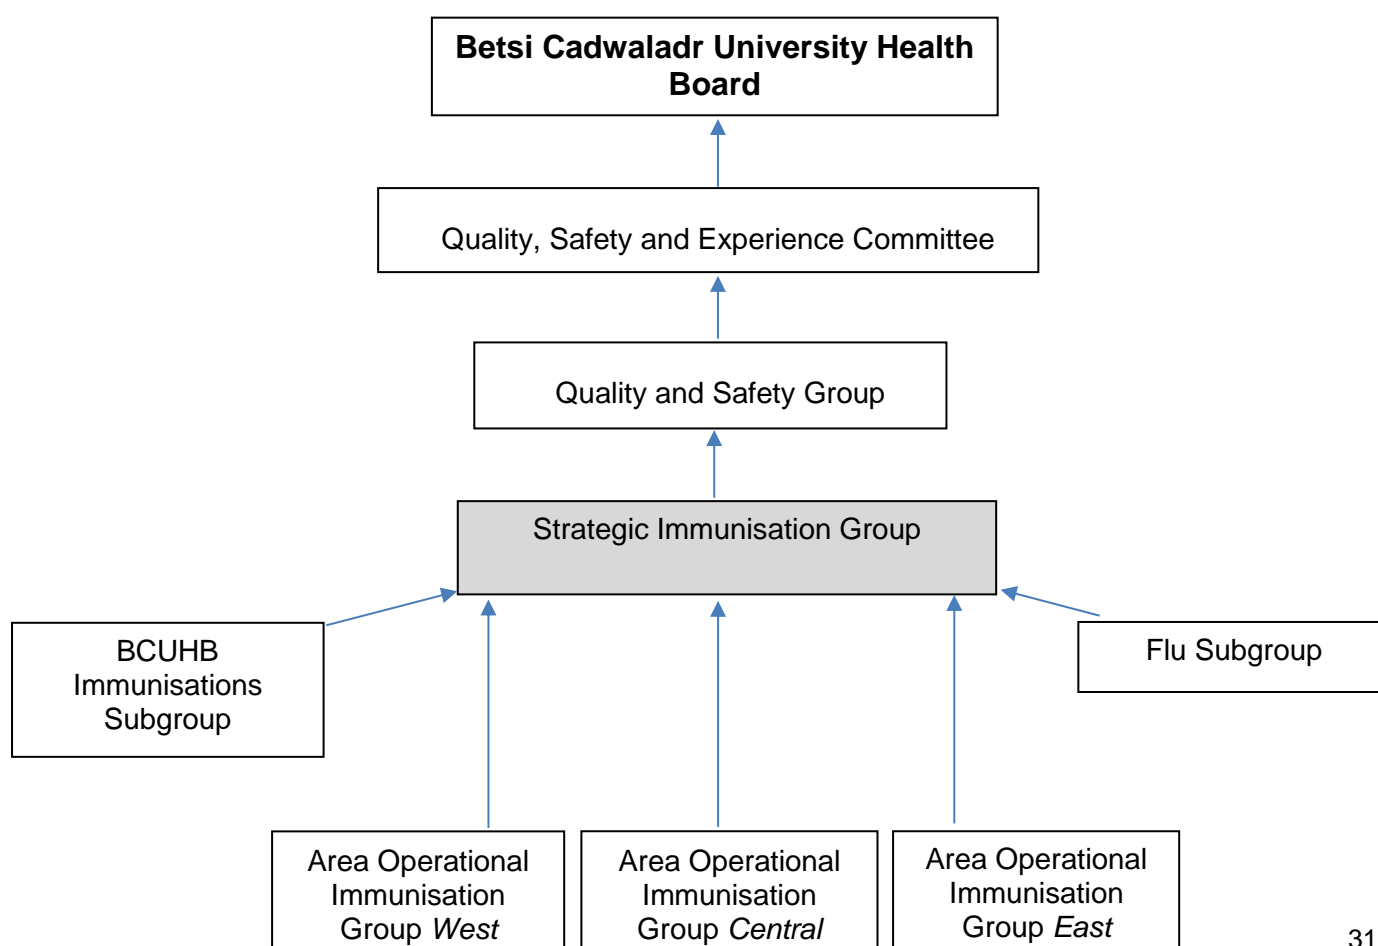 Betsi Cadwaladr University Health
Board
Quality, Safety and Experience Committee
Quality and Safety Group
Strategic Immunisation Group
BCUHB
Immunisations
Subgroup
Flu Subgroup
Area Operational
Immunisation
Group West
Area Operational
Immunisation
Group Central
Area Operational
Immunisation
Group East
31